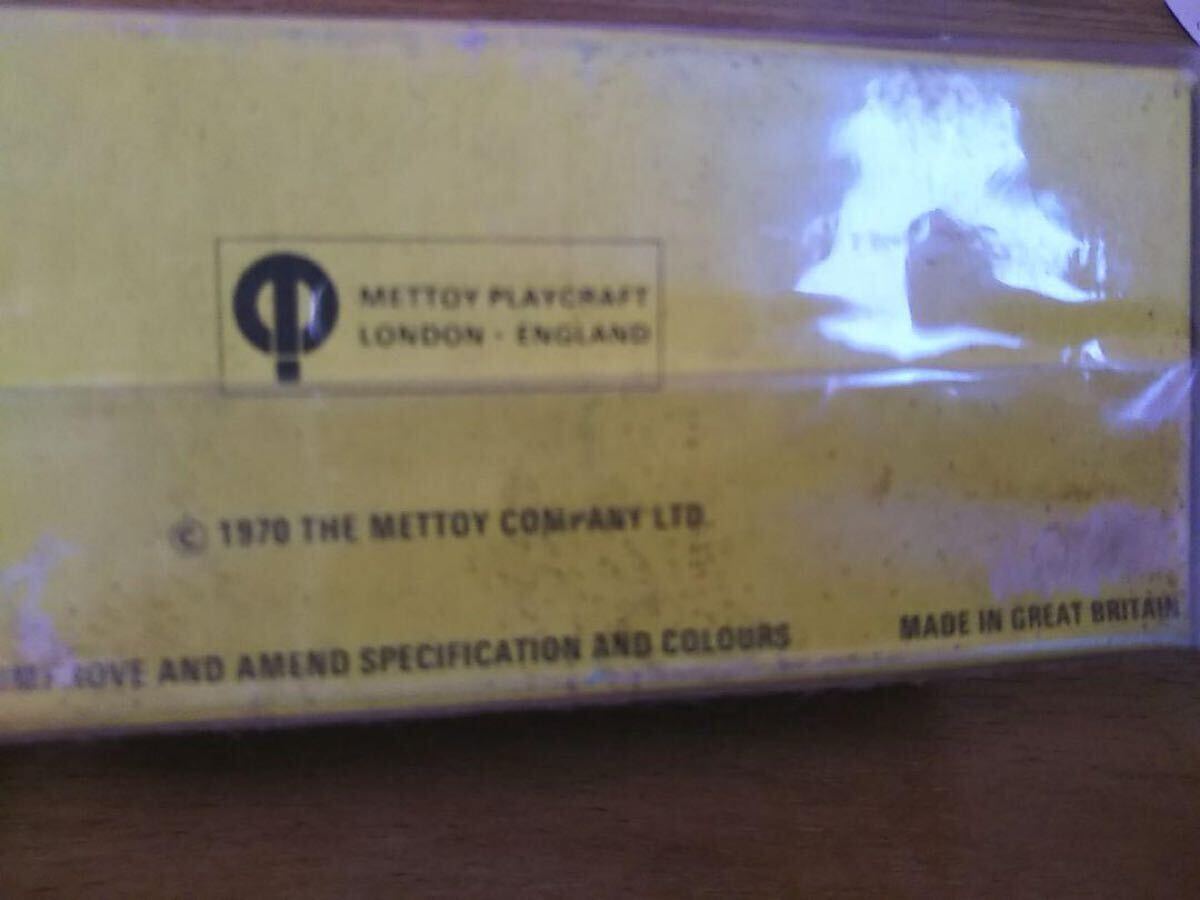 METTOY PLAYCRAFT
LONDON · ENGLAND
© 1970 THE METTOY COMPANY LTD.
AND AMEND SPECIFICATION AND COLOURS
MADE IN GREAT BRITAIN